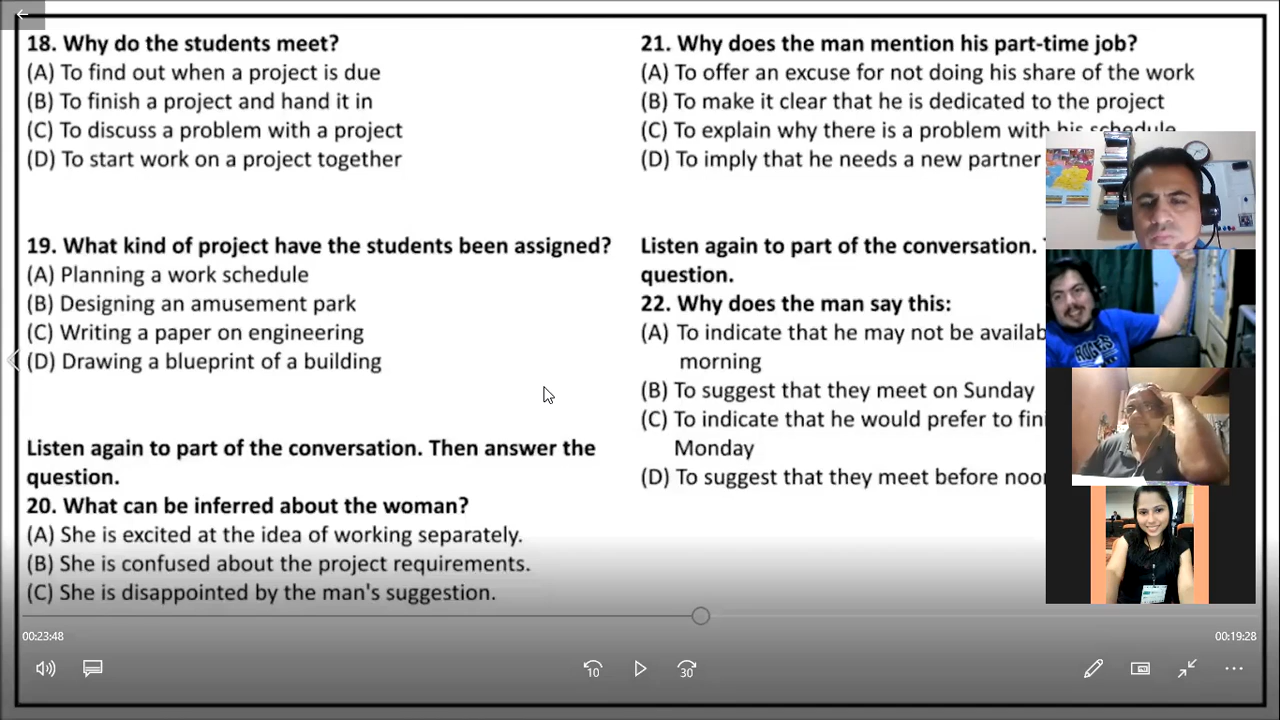 18. Why do the students meet?
(A) To find out when a project is due
(B) To finish a project and hand it in
(C) To discuss a problem with a project
(D) To start work on a project together
19. What kind of project have the students been assigned?
(A) Planning a work schedule
(B) Designing an amusement park
(C) Writing a paper on engineering
(D) Drawing a blueprint of a building
Listen again to part of the conversation. Then answer the
question.
20. What can be inferred about the woman?
(A) She is excited at the idea of working separately.
(B) She is confused about the project requirements.
(C) She is disappointed by the man's suggestion.
21. Why does the man mention his part-time job?
(A) To offer an excuse for not doing his share of the work
(B) To make it clear that he is dedicated to the project
(C) To explain why there is a problem with his schedule
(D) To imply that he needs a new partner
Listen again to part of the conversation.
question.
22. Why does the man say this:
(A) To indicate that he may not be
morning
(B) To suggest that they meet on Sunday
(C) To indicate that he would prefer to
Monday
(D) To suggest that they meet before
00:23:48
00:19:28
10
30